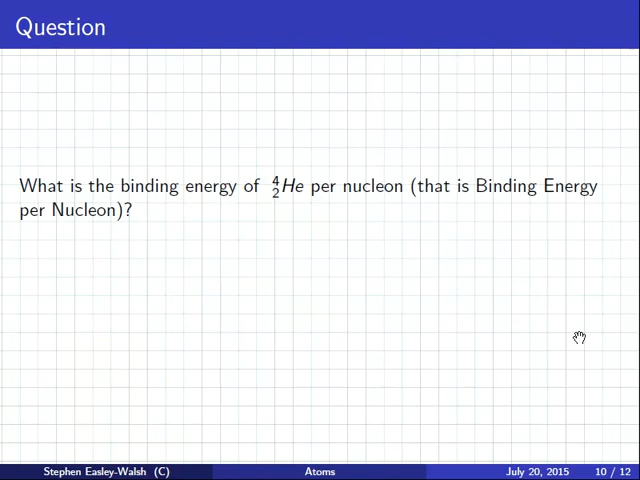 Question
What is the binding energy of ⁴₂He per nucleon (that is Binding Energy
per Nucleon)?
Stephen Easley-Walsh (C) Atoms July 20, 2015 10 / 12